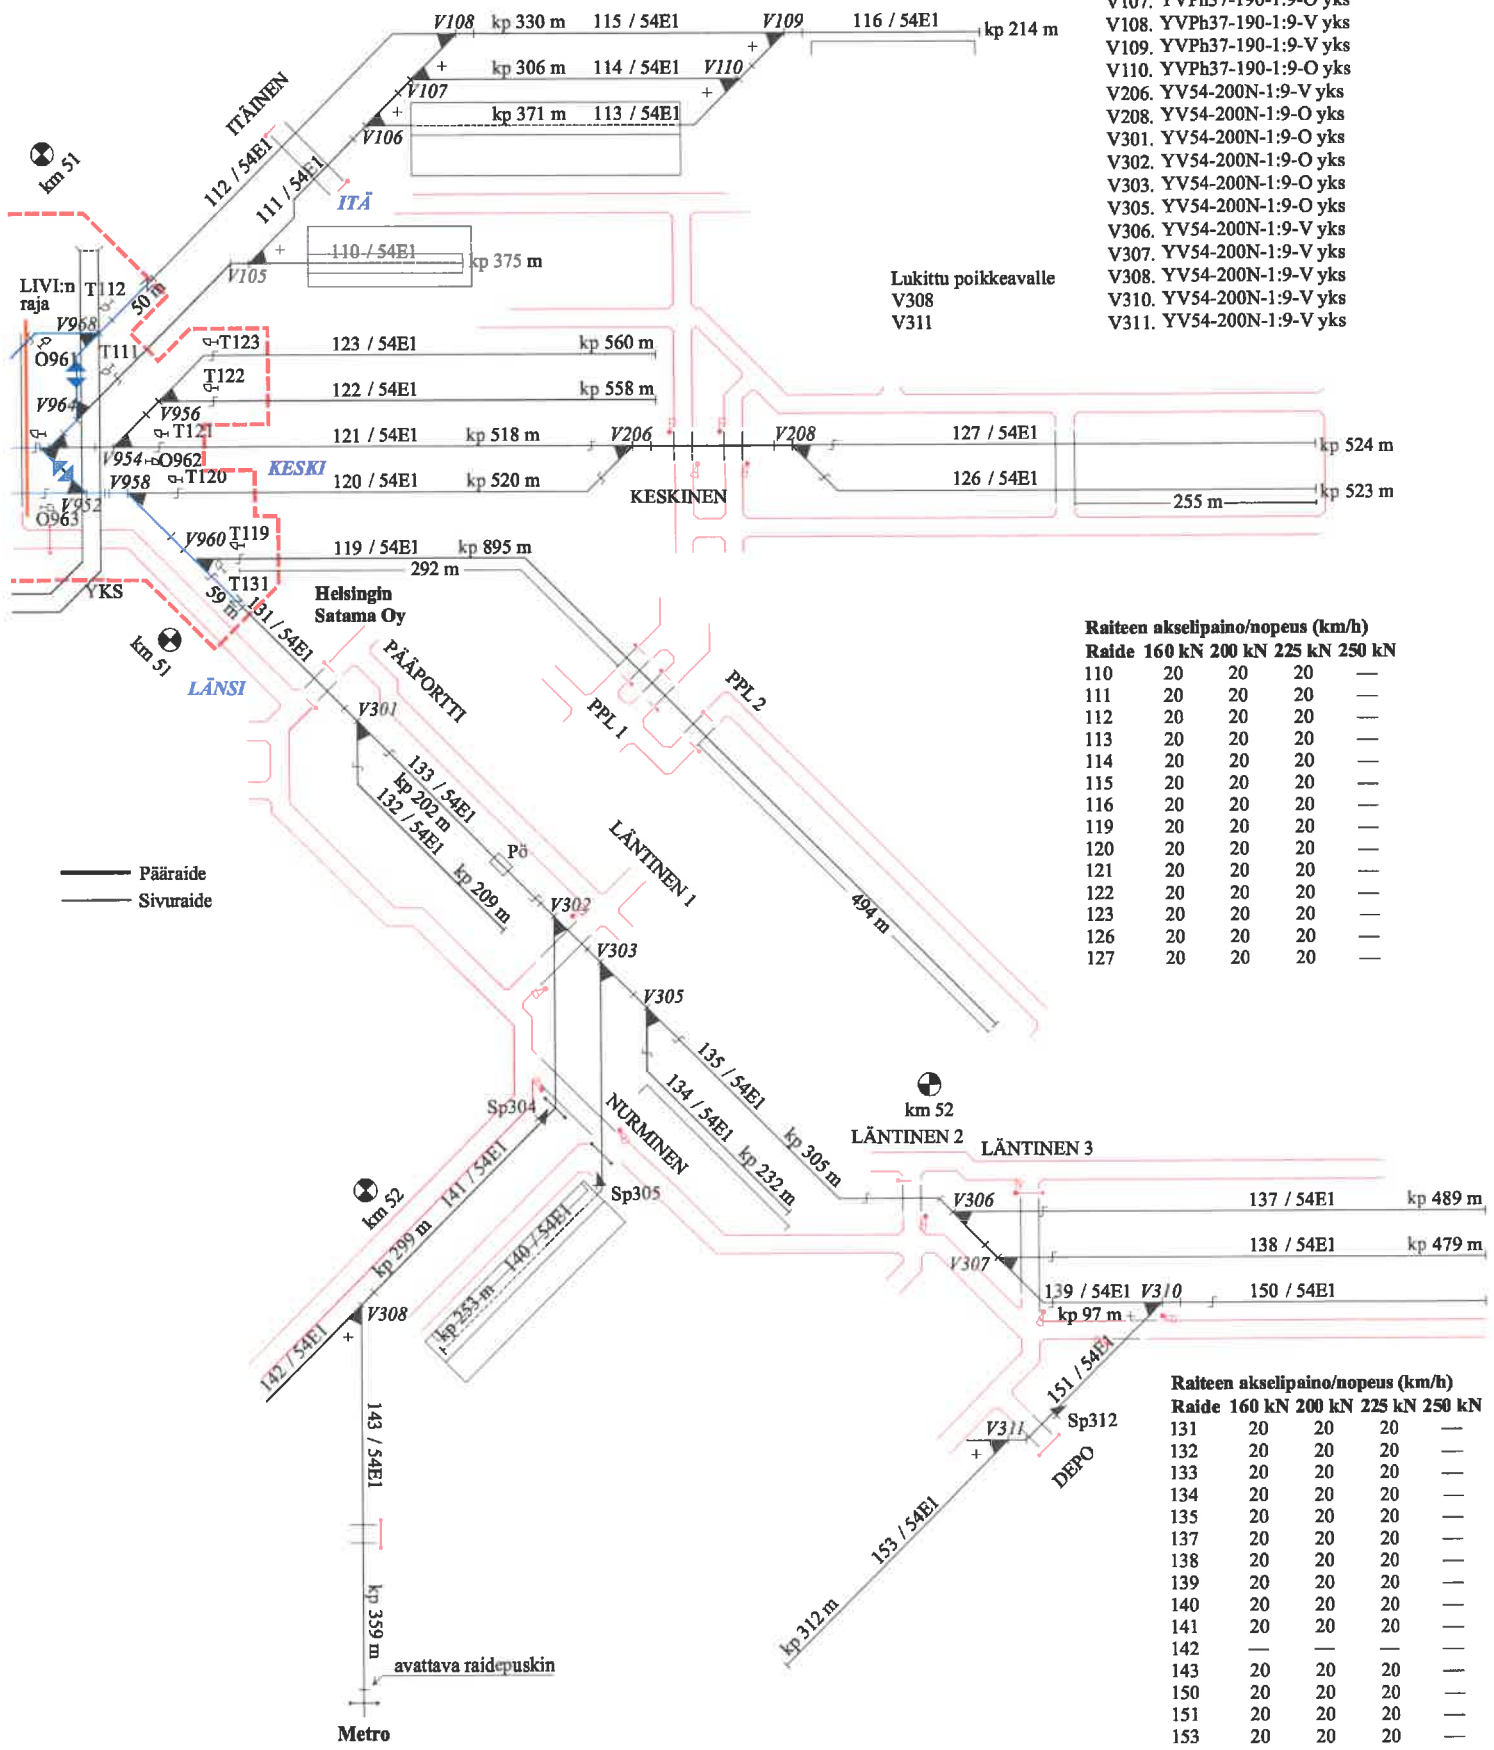 V107. YVPh37-190-1:9-O yks
V108. YVPh37-190-1:9-V yks
V109. YVPh37-190-1:9-V yks
V110. YVPh37-190-1:9-O yks
V206. YV54-200N-1:9-V yks
V208. YV54-200N-1:9-O yks
V301. YV54-200N-1:9-O yks
V302. YV54-200N-1:9-O yks
V303. YV54-200N-1:9-O yks
V305. YV54-200N-1:9-O yks
V306. YV54-200N-1:9-V yks
V307. YV54-200N-1:9-V yks
V308. YV54-200N-1:9-V yks
V310. YV54-200N-1:9-V yks
V311. YV54-200N-1:9-V yks
Lukittu poikkeavalle
V308
V311
V108 kp 330 m 115 / 54E1 V109 116 / 54E1 kp 214 m
kp 306 m 114 / 54E1 V110
V107
kp 371 m 113 / 54E1
V106
ITÄINEN
112 / 54E1
111 / 54E1
ITÄ
km 51
110 / 54E1
V105
kp 375 m
LIVI:n
raja
T112
50 m
V968
O961
T111
T123
123 / 54E1 kp 560 m
T122
122 / 54E1 kp 558 m
V964
V956
T121
121 / 54E1 kp 518 m V206 V208 127 / 54E1 kp 524 m
V954
O962
KESKI
T120
V958
120 / 54E1 kp 520 m
KESKINEN
126 / 54E1 kp 523 m
255 m
V952
O963
V960
T119
119 / 54E1 kp 895 m
292 m
T131
59 m
YKS
km 51
LÄNSI
131 / 54E1
Helsingin
Satama Oy
PÄÄPORTTI
PPL 1
PPL 2
494 m
V301
133 / 54E1
kp 202 m
132 / 54E1
kp 209 m
Pö
LÄNTINEN 1
Pääraide
Sivuraide
V302
V303
V305
135 / 54E1
kp 305 m
134 / 54E1
kp 232 m
NURMINEN
Sp304
Sp305
km 52
141 / 54E1
kp 299 m
140 / 54E1
kp 253 m
V308
142 / 54E1
143 / 54E1
kp 359 m
avattava raidepuskin
Metro
km 52
LÄNTINEN 2
LÄNTINEN 3
V306
137 / 54E1 kp 489 m
V307
138 / 54E1 kp 479 m
139 / 54E1 V310 150 / 54E1
kp 97 m
151 / 54E1
Sp312
V311
DEPO
153 / 54E1
kp 312 m
Raiteen akselipaino/nopeus (km/h)
Raide 160 kN 200 kN 225 kN 250 kN
110 20 20 20 —
111 20 20 20 —
112 20 20 20 —
113 20 20 20 —
114 20 20 20 —
115 20 20 20 —
116 20 20 20 —
119 20 20 20 —
120 20 20 20 —
121 20 20 20 —
122 20 20 20 —
123 20 20 20 —
126 20 20 20 —
127 20 20 20 —
Raiteen akselipaino/nopeus (km/h)
Raide 160 kN 200 kN 225 kN 250 kN
131 20 20 20 —
132 20 20 20 —
133 20 20 20 —
134 20 20 20 —
135 20 20 20 —
137 20 20 20 —
138 20 20 20 —
139 20 20 20 —
140 20 20 20 —
141 20 20 20 —
142 — — — —
143 20 20 20 —
150 20 20 20 —
151 20 20 20 —
153 20 20 20 —